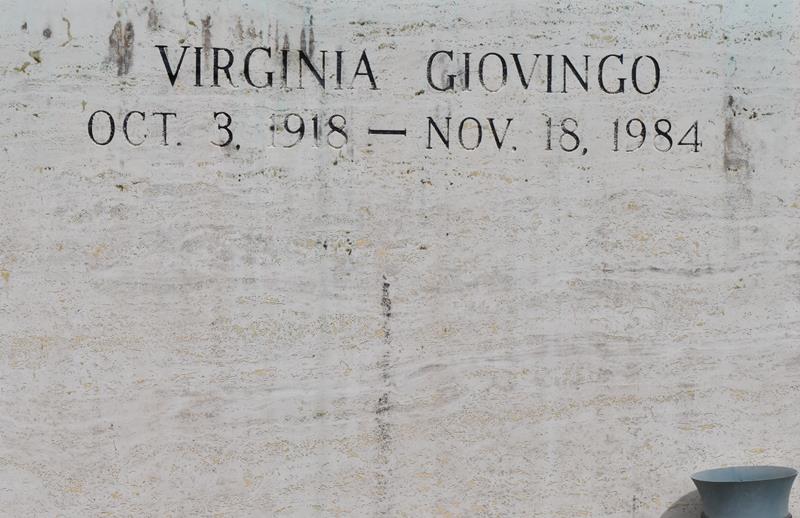 VIRGINIA GIOVINGO
OCT. 3, 1918 — NOV. 18, 1984